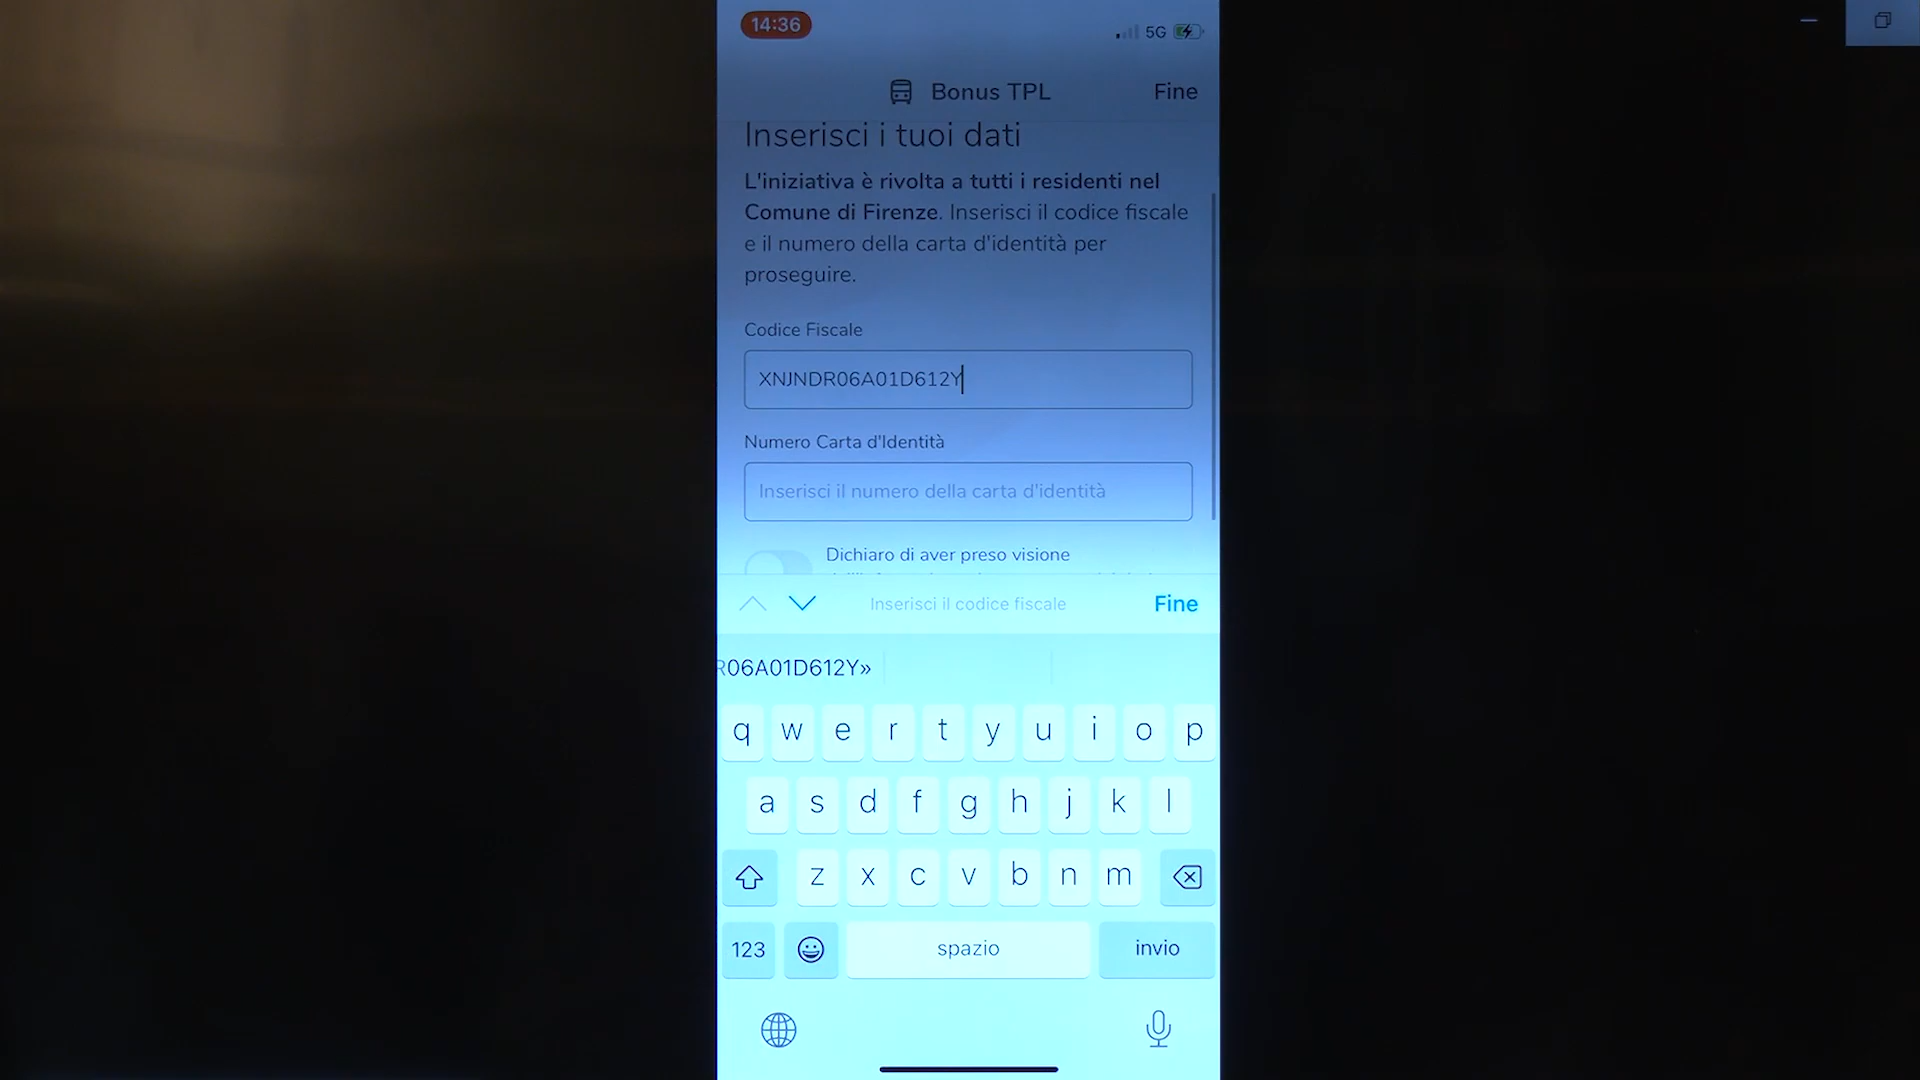 14:36
5G
Bonus TPL
Fine
Inserisci i tuoi dati
L'iniziativa è rivolta a tutti i residenti nel
Comune di Firenze. Inserisci il codice fiscale
e il numero della carta d'identità per
proseguire.
Codice Fiscale
XNJNDR06A01D612Y
Numero Carta d'Identità
Inserisci il numero della carta d'identità
Dichiaro di aver preso visione
Inserisci il codice fiscale
Fine
R06A01D612Y»
q w e r t y u i o p
a s d f g h j k l
z x c v b n m
123
spazio
invio